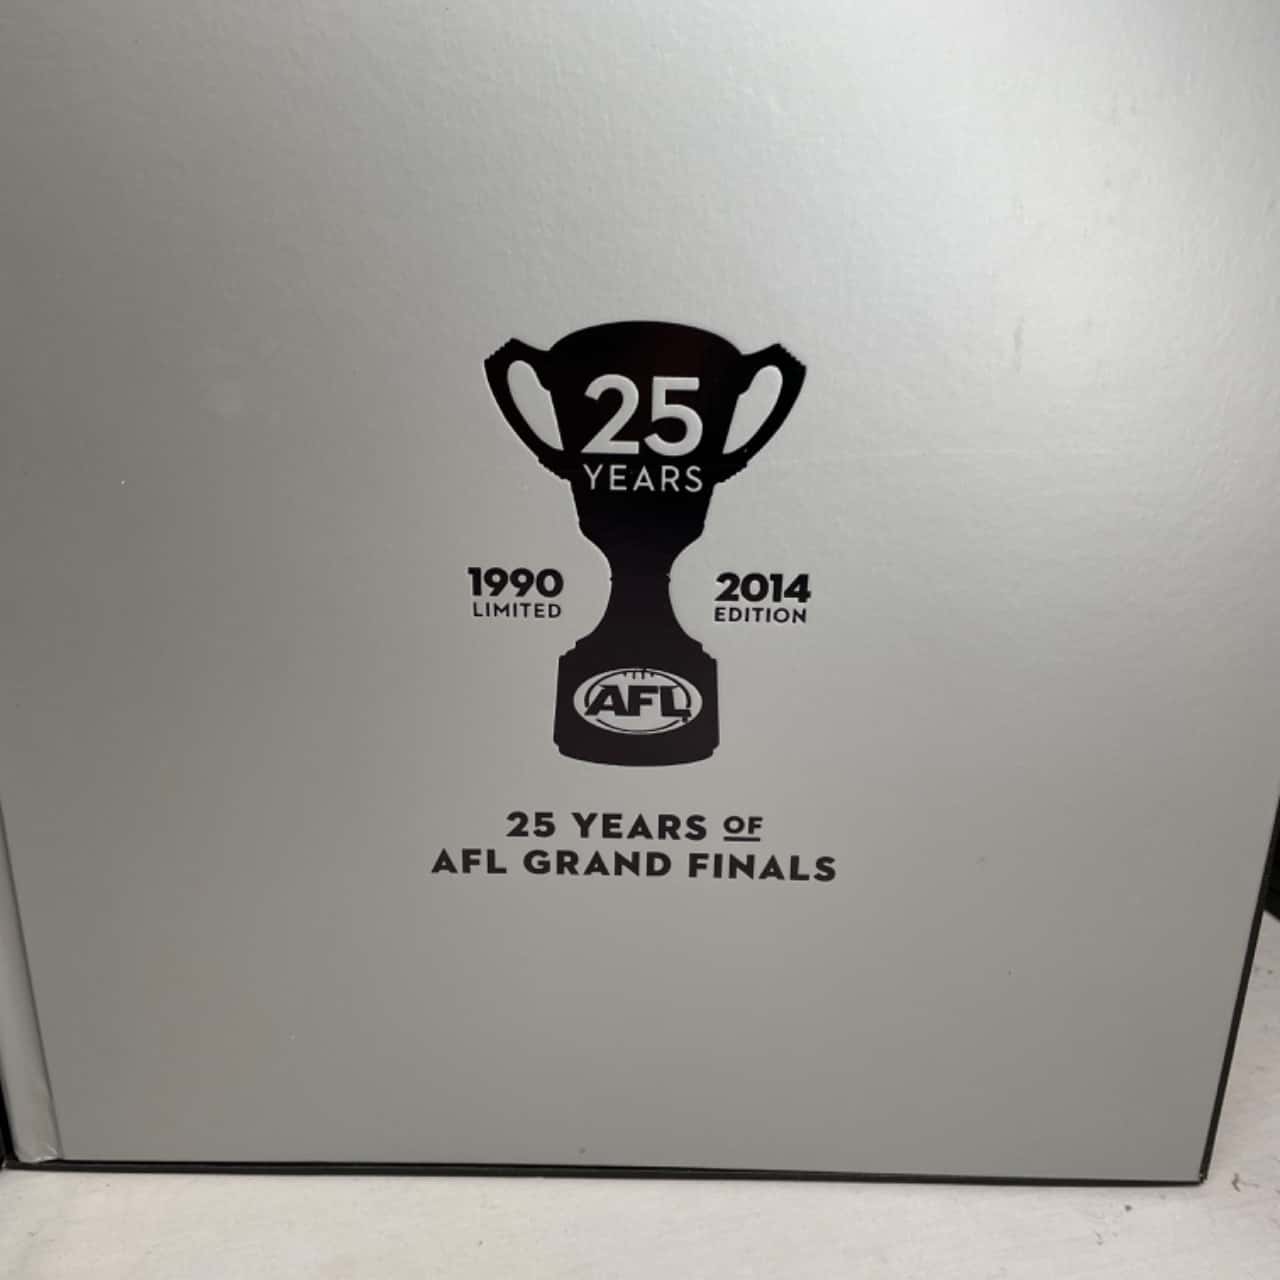 25
YEARS
1990
LIMITED
2014
EDITION
AFL
25 YEARS OF
AFL GRAND FINALS